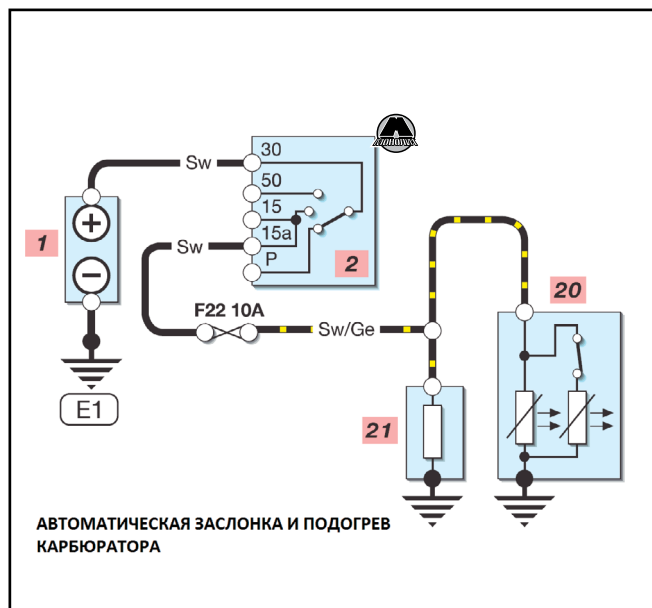 30
Sw
50
15
1
Sw
15a
2
P
20
F22 10A
Sw/Ge
E1
21
АВТОМАТИЧЕСКАЯ ЗАСЛОНКА И ПОДОГРЕВ
КАРБЮРАТОРА